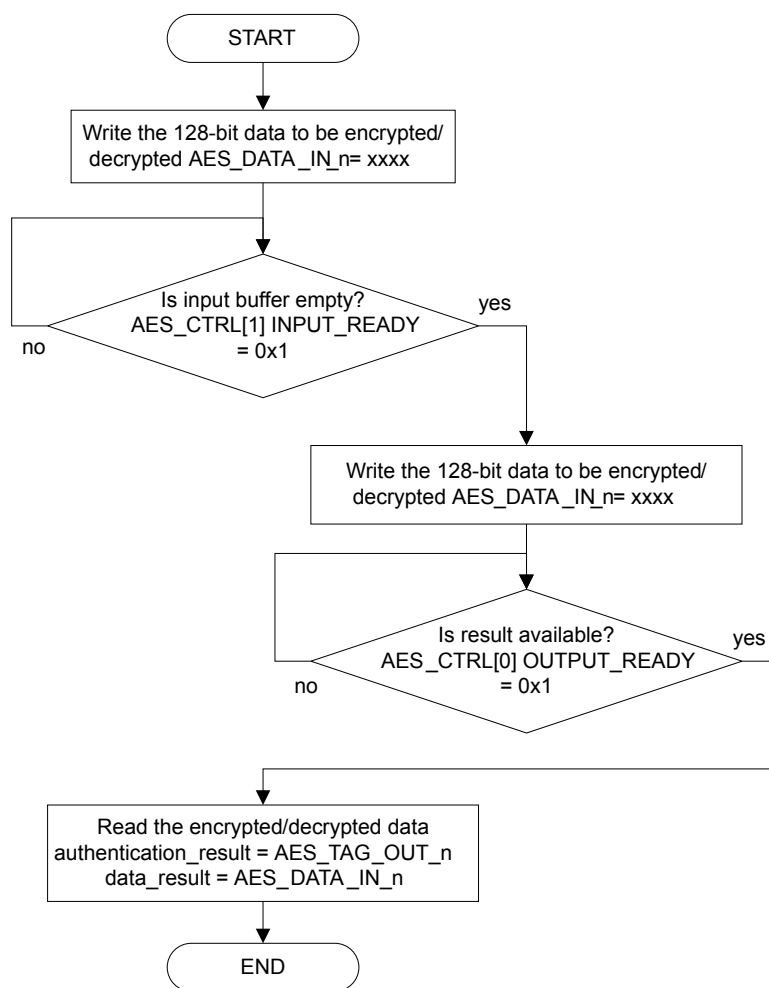 START
Write the 128-bit data to be encrypted/
decrypted AES_DATA_IN_n= xxxx
Is input buffer empty?
AES_CTRL[1] INPUT_READY
= 0x1
yes
no
Write the 128-bit data to be encrypted/
decrypted AES_DATA_IN_n= xxxx
Is result available?
AES_CTRL[0] OUTPUT_READY
= 0x1
yes
no
Read the encrypted/decrypted data
authentication_result = AES_TAG_OUT_n
data_result = AES_DATA_IN_n
END